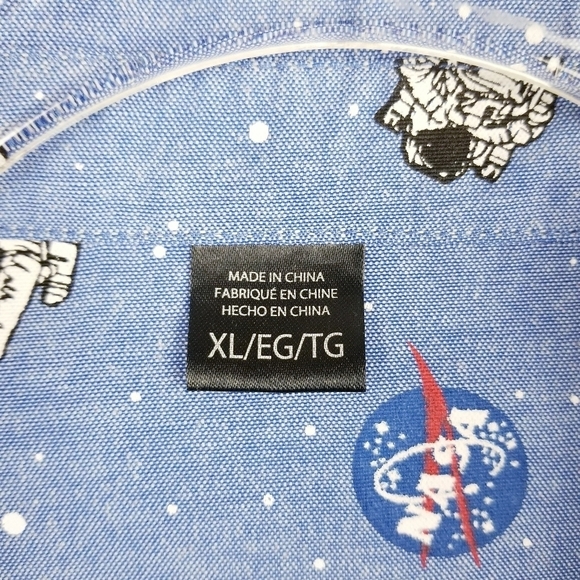 MADE IN CHINA
FABRIQUÉ EN CHINE
HECHO EN CHINA
XL/EG/TG
NASA